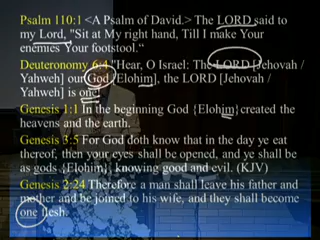 Psalm 110:1 <A Psalm of David.> The LORD said to
my Lord, "Sit at My right hand, Till I make Your
enemies Your footstool.“
Deuteronomy 6:4 "Hear, O Israel: The LORD [Jehovah /
Yahweh] our God [Elohim], the LORD [Jehovah /
Yahweh] is one!
Genesis 1:1 In the beginning God {Elohim} created the
heavens and the earth.
Genesis 3:5 For God doth know that in the day ye eat
thereof, then your eyes shall be opened, and ye shall be
as gods {Elohim}, knowing good and evil. (KJV)
Genesis 2:24 Therefore a man shall leave his father and
mother and be joined to his wife, and they shall become
one flesh.